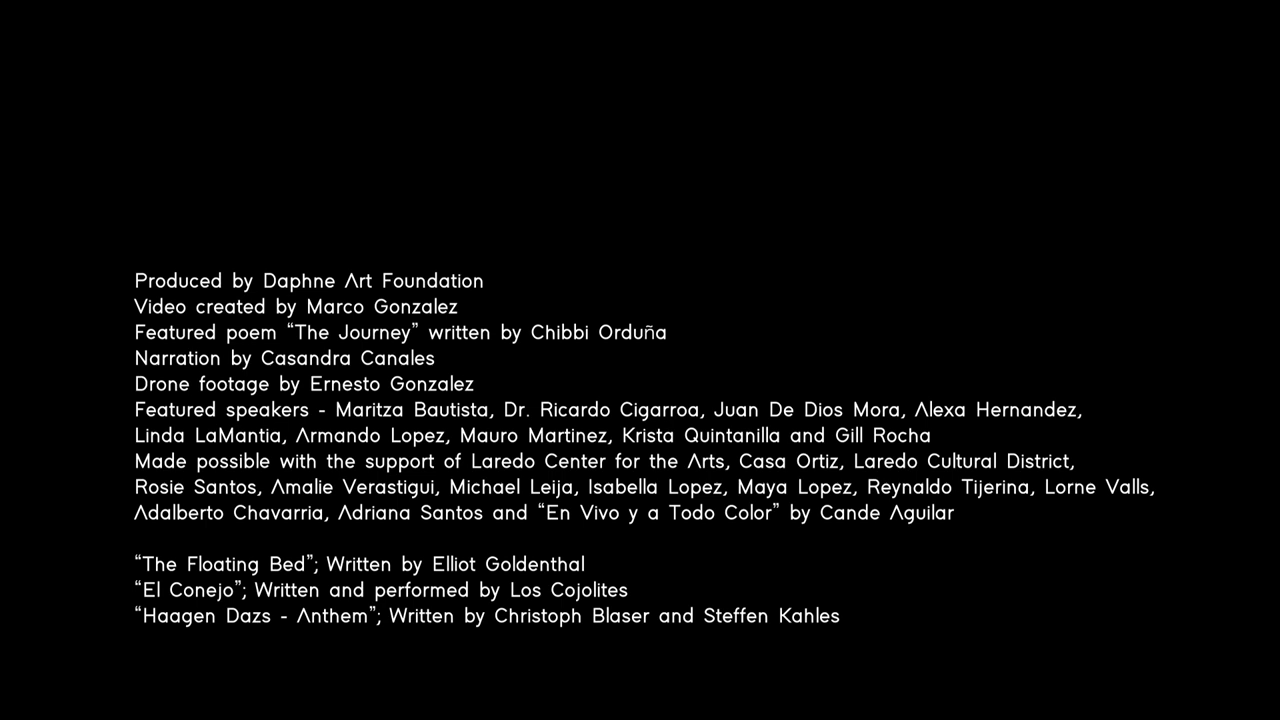 Produced by Daphne Art Foundation
Video created by Marco Gonzalez
Featured poem “The Journey” written by Chibbi Orduña
Narration by Casandra Canales
Drone footage by Ernesto Gonzalez
Featured speakers - Maritza Bautista, Dr. Ricardo Cigarroa, Juan De Dios Mora, Alexa Hernandez,
Linda LaMantia, Armando Lopez, Mauro Martinez, Krista Quintanilla and Gill Rocha
Made possible with the support of Laredo Center for the Arts, Casa Ortiz, Laredo Cultural District,
Rosie Santos, Amalie Verastigui, Michael Leija, Isabella Lopez, Maya Lopez, Reynaldo Tijerina, Lorne Valls,
Adalberto Chavarria, Adriana Santos and “En Vivo y a Todo Color” by Cande Aguilar
“The Floating Bed”; Written by Elliot Goldenthal
“El Conejo”; Written and performed by Los Cojolites
“Haagen Dazs - Anthem”; Written by Christoph Blaser and Steffen Kahles